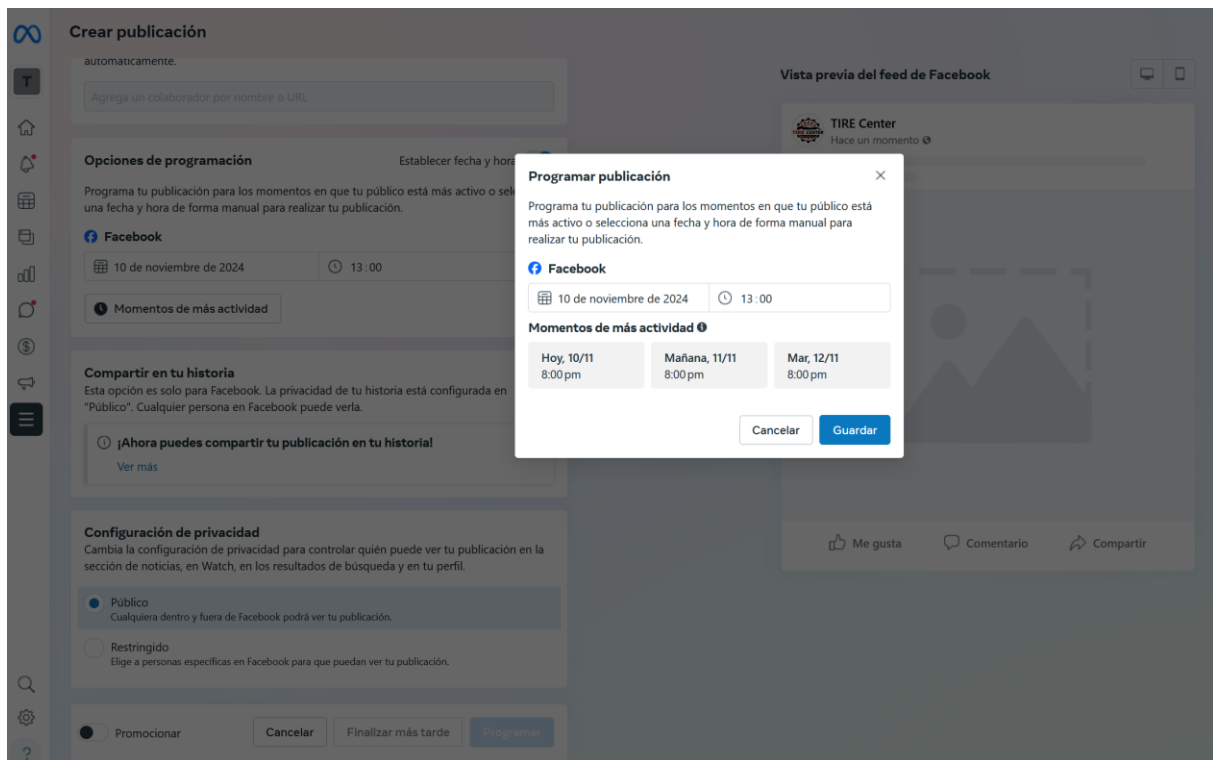 Crear publicación
automáticamente.
Agrega un colaborador por nombre o URL
T
Opciones de programación
Establecer fecha y hora
Programa tu publicación para los momentos en que tu público está más activo o
una fecha y hora de forma manual para realizar tu publicación.
Facebook
10 de noviembre de 2024
13:00
Momentos de más actividad
Compartir en tu historia
Esta opción es solo para Facebook. La privacidad de tu historia está configurada en
"Público". Cualquier persona en Facebook puede verla.
¡Ahora puedes compartir tu publicación en tu historia!
Ver más
Configuración de privacidad
Cambia la configuración de privacidad para controlar quién puede ver tu publicación en la
sección de noticias, en Watch, en los resultados de búsqueda y en tu perfil.
Público
Cualquiera dentro y fuera de Facebook podrá ver tu publicación.
Restringido
Elige a personas específicas en Facebook para que puedan ver tu publicación.
Promocionar
Cancelar
Finalizar más tarde
Programar
Programar publicación
Programa tu publicación para los momentos en que tu público está
más activo o selecciona una fecha y hora de forma manual para
realizar tu publicación.
Facebook
10 de noviembre de 2024
13:00
Momentos de más actividad
Hoy, 10/11
8:00 pm
Mañana, 11/11
8:00 pm
Mar, 12/11
8:00 pm
Cancelar
Guardar
Vista previa del feed de Facebook
TIRE Center
Hace un momento
Me gusta
Comentario
Compartir